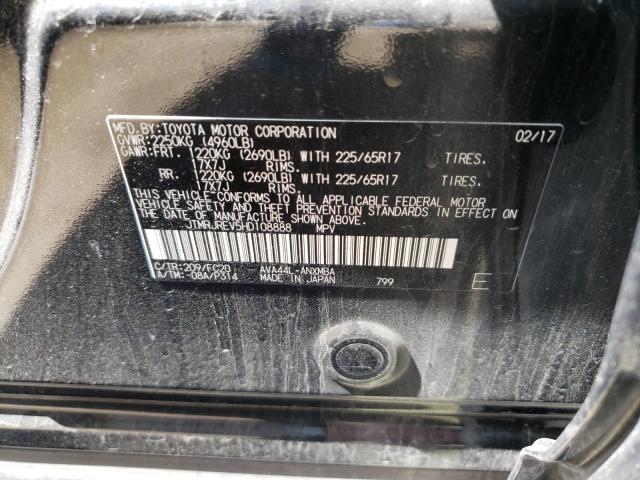 MFD.BY:TOYOTA MOTOR CORPORATION 02/17
GVWR:2250KG (4960LB)
GAWR:FRT. 1220KG (2690LB) WITH 225/65R17 TIRES.
17X7J RIMS.
RR. 1220KG (2690LB) WITH 225/65R17 TIRES.
17X7J RIMS.
THIS VEHICLE CONFORMS TO ALL APPLICABLE FEDERAL MOTOR
VEHICLE SAFETY AND THEFT PREVENTION STANDARDS IN EFFECT ON
THE DATE OF MANUFACTURE SHOWN ABOVE.
JTMRJREV5HD108888 MPV
C/TR:209/FC20 AVA44L-ANXMBA
A/TM:-08A/P314 MADE IN JAPAN 799 E